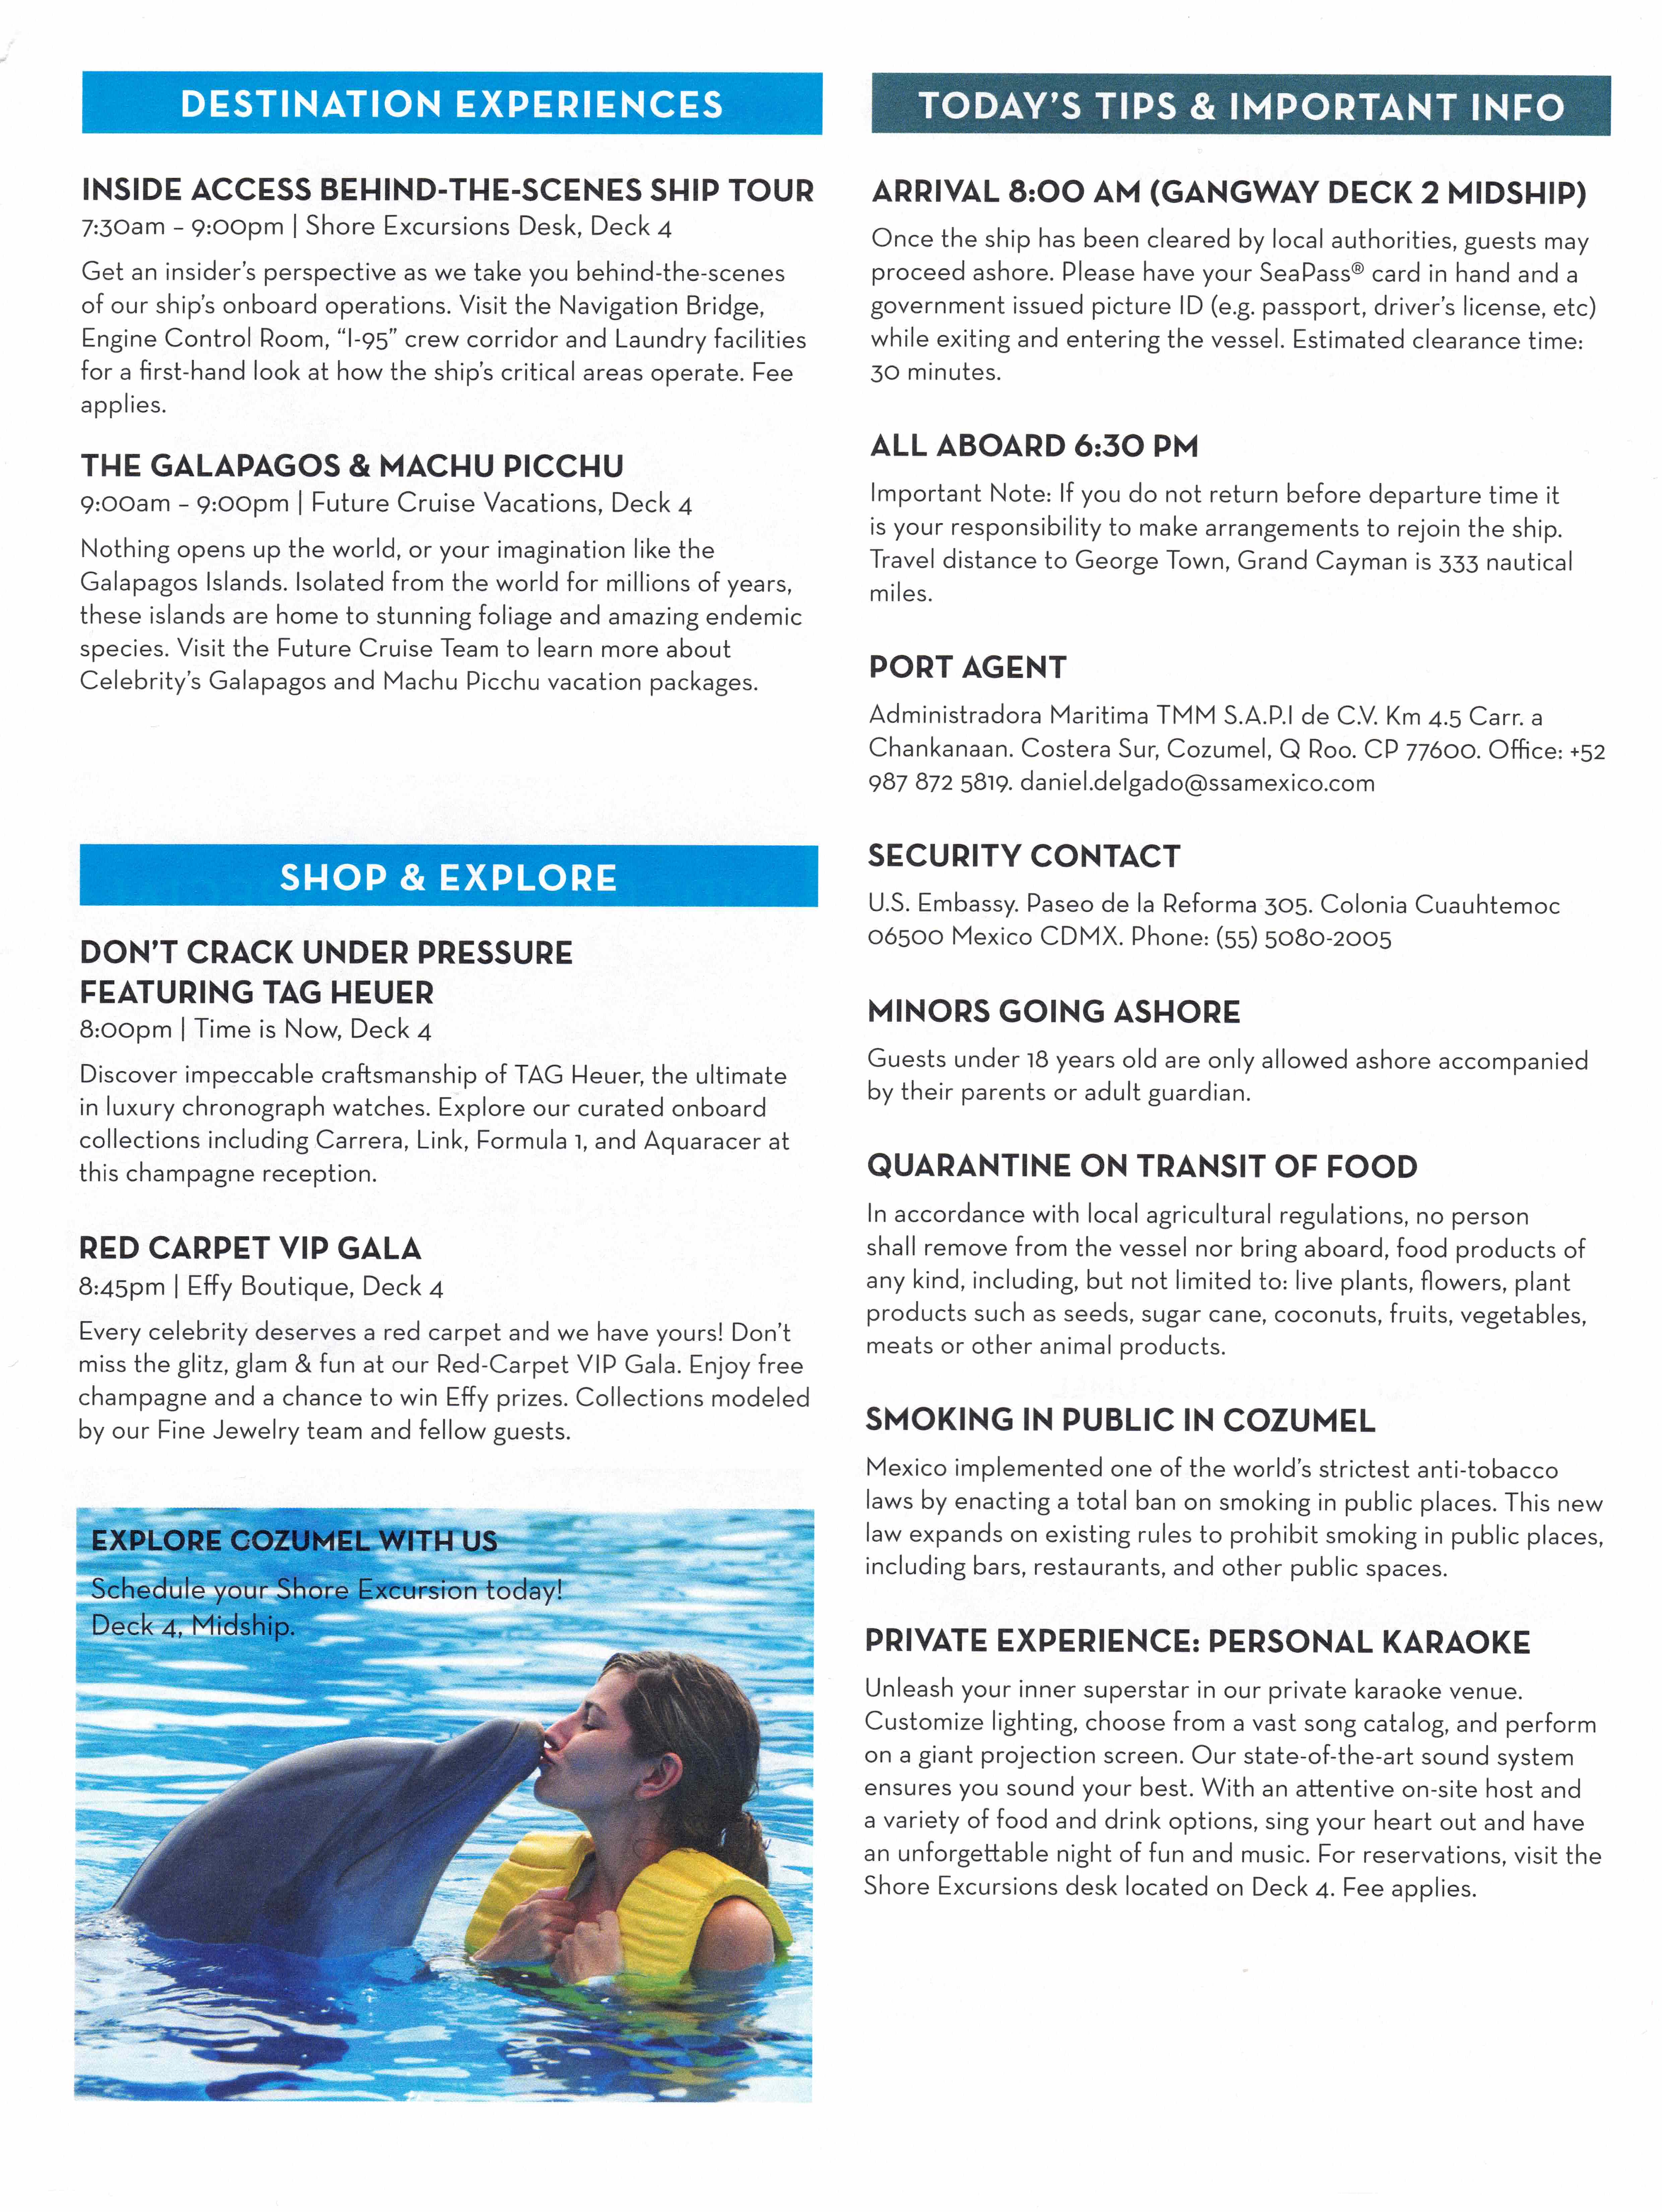 DESTINATION EXPERIENCES
INSIDE ACCESS BEHIND-THE-SCENES SHIP TOUR
7:30am – 9:00pm | Shore Excursions Desk, Deck 4
Get an insider's perspective as we take you behind-the-scenes
of our ship's onboard operations. Visit the Navigation Bridge,
Engine Control Room, "I-95" crew corridor and Laundry facilities
for a first-hand look at how the ship's critical areas operate. Fee
applies.
THE GALAPAGOS & MACHU PICCHU
9:00am – 9:00pm | Future Cruise Vacations, Deck 4
Nothing opens up the world, or your imagination like the
Galapagos Islands. Isolated from the world for millions of years,
these islands are home to stunning foliage and amazing endemic
species. Visit the Future Cruise Team to learn more about
Celebrity's Galapagos and Machu Picchu vacation packages.
SHOP & EXPLORE
DON'T CRACK UNDER PRESSURE
FEATURING TAG HEUER
8:00pm | Time is Now, Deck 4
Discover impeccable craftsmanship of TAG Heuer, the ultimate
in luxury chronograph watches. Explore our curated onboard
collections including Carrera, Link, Formula 1, and Aquaracer at
this champagne reception.
RED CARPET VIP GALA
8:45pm | Effy Boutique, Deck 4
Every celebrity deserves a red carpet and we have yours! Don't
miss the glitz, glam & fun at our Red-Carpet VIP Gala. Enjoy free
champagne and a chance to win Effy prizes. Collections modeled
by our Fine Jewelry team and fellow guests.
EXPLORE COZUMEL WITH US
Schedule your Shore Excursion today!
Deck 4, Midship.
TODAY'S TIPS & IMPORTANT INFO
ARRIVAL 8:00 AM (GANGWAY DECK 2 MIDSHIP)
Once the ship has been cleared by local authorities, guests may
proceed ashore. Please have your SeaPass® card in hand and a
government issued picture ID (e.g. passport, driver's license, etc)
while exiting and entering the vessel. Estimated clearance time:
30 minutes.
ALL ABOARD 6:30 PM
Important Note: If you do not return before departure time it
is your responsibility to make arrangements to rejoin the ship.
Travel distance to George Town, Grand Cayman is 333 nautical
miles.
PORT AGENT
Administradora Maritima TMM S.A.P.I de C.V. Km 4.5 Carr. a
Chankanaan. Costera Sur, Cozumel, Q Roo. CP 77600. Office: +52
987 872 5819. daniel.delgado@ssamexico.com
SECURITY CONTACT
U.S. Embassy. Paseo de la Reforma 305. Colonia Cuauhtemoc
06500 Mexico CDMX. Phone: (55) 5080-2005
MINORS GOING ASHORE
Guests under 18 years old are only allowed ashore accompanied
by their parents or adult guardian.
QUARANTINE ON TRANSIT OF FOOD
In accordance with local agricultural regulations, no person
shall remove from the vessel nor bring aboard, food products of
any kind, including, but not limited to: live plants, flowers, plant
products such as seeds, sugar cane, coconuts, fruits, vegetables,
meats or other animal products.
SMOKING IN PUBLIC IN COZUMEL
Mexico implemented one of the world's strictest anti-tobacco
laws by enacting a total ban on smoking in public places. This new
law expands on existing rules to prohibit smoking in public places,
including bars, restaurants, and other public spaces.
PRIVATE EXPERIENCE: PERSONAL KARAOKE
Unleash your inner superstar in our private karaoke venue.
Customize lighting, choose from a vast song catalog, and perform
on a giant projection screen. Our state-of-the-art sound system
ensures you sound your best. With an attentive on-site host and
a variety of food and drink options, sing your heart out and have
an unforgettable night of fun and music. For reservations, visit the
Shore Excursions desk located on Deck 4. Fee applies.